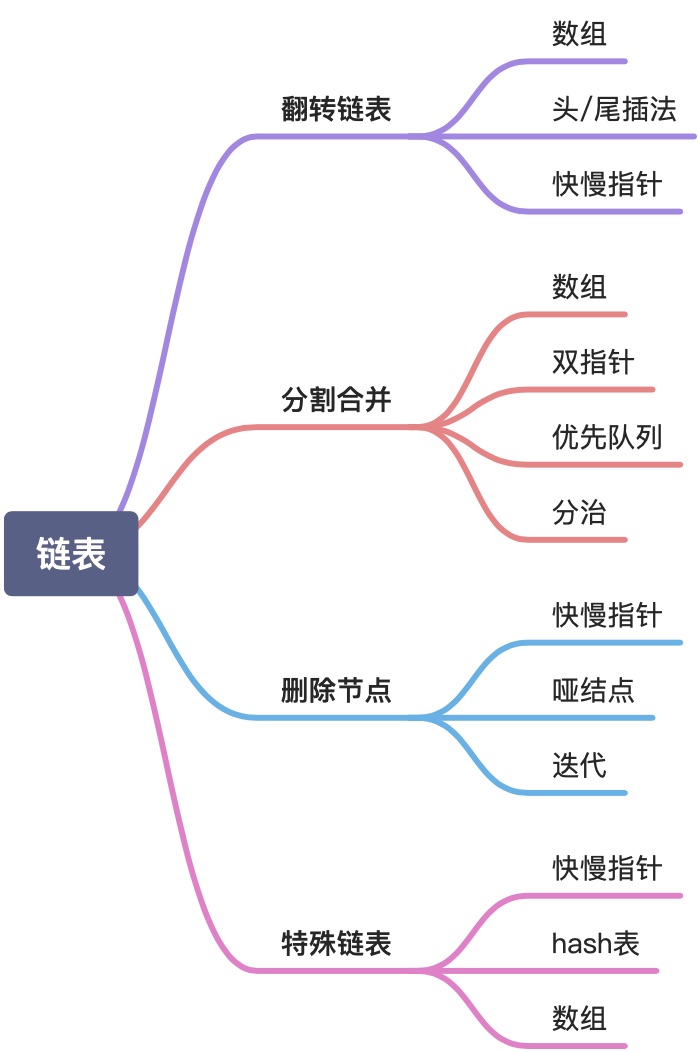 链表
翻转链表
数组
头/尾插法
快慢指针
分割合并
数组
双指针
优先队列
分治
删除节点
快慢指针
哑结点
迭代
特殊链表
快慢指针
hash表
数组